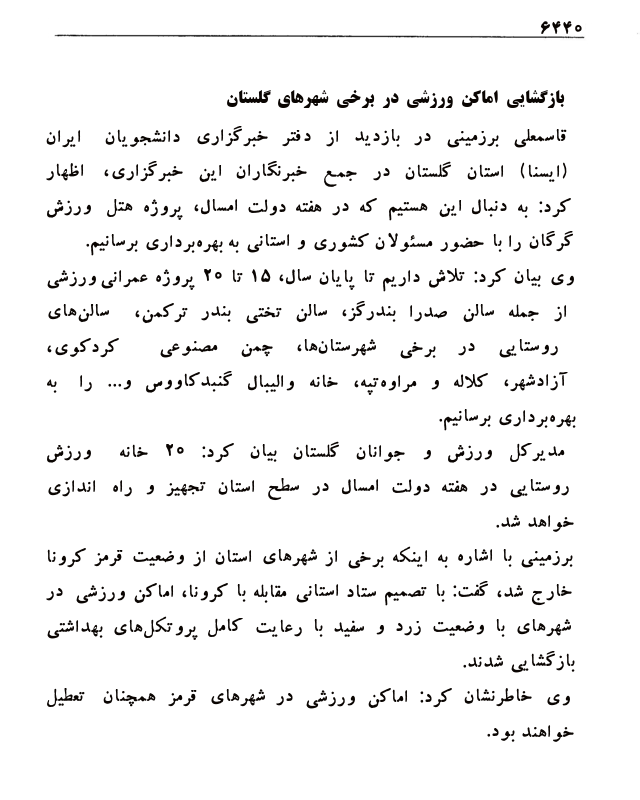 ۶۴۴۰
بازگشایی اماکن ورزشی در برخی شهرهای گلستان
قاسمعلی برزمینی در بازدید از دفتر خبرگزاری دانشجویان ایران
(ایسنا) استان گلستان در جمع خبرنگاران این خبرگزاری، اظهار
کرد: به دنبال این هستیم که در هفته دولت امسال، پروژه هتل ورزش
گرگان را با حضور مسئولان کشوری و استانی به بهره‌برداری برسانیم.
وی بیان کرد: تلاش داریم تا پایان سال، ۱۵ تا ۲۰ پروژه عمرانی ورزشی
از جمله سالن صدرا بندرگز، سالن تختی بندر ترکمن، سالن‌های
روستایی در برخی شهرستان‌ها، چمن مصنوعی کردکوی،
آزادشهر، کلاله و مراوه‌تپه، خانه والیبال گنبدکاووس و... را به
بهره‌برداری برسانیم.
مدیرکل ورزش و جوانان گلستان بیان کرد: ۲۰ خانه ورزش
روستایی در هفته دولت امسال در سطح استان تجهیز و راه اندازی
خواهد شد.
برزمینی با اشاره به اینکه برخی از شهرهای استان از وضعیت قرمز کرونا
خارج شد، گفت: با تصمیم ستاد استانی مقابله با کرونا، اماکن ورزشی در
شهرهای با وضعیت زرد و سفید با رعایت کامل پروتکل‌های بهداشتی
بازگشایی شدند.
وی خاطرنشان کرد: اماکن ورزشی در شهرهای قرمز همچنان تعطیل
خواهند بود.